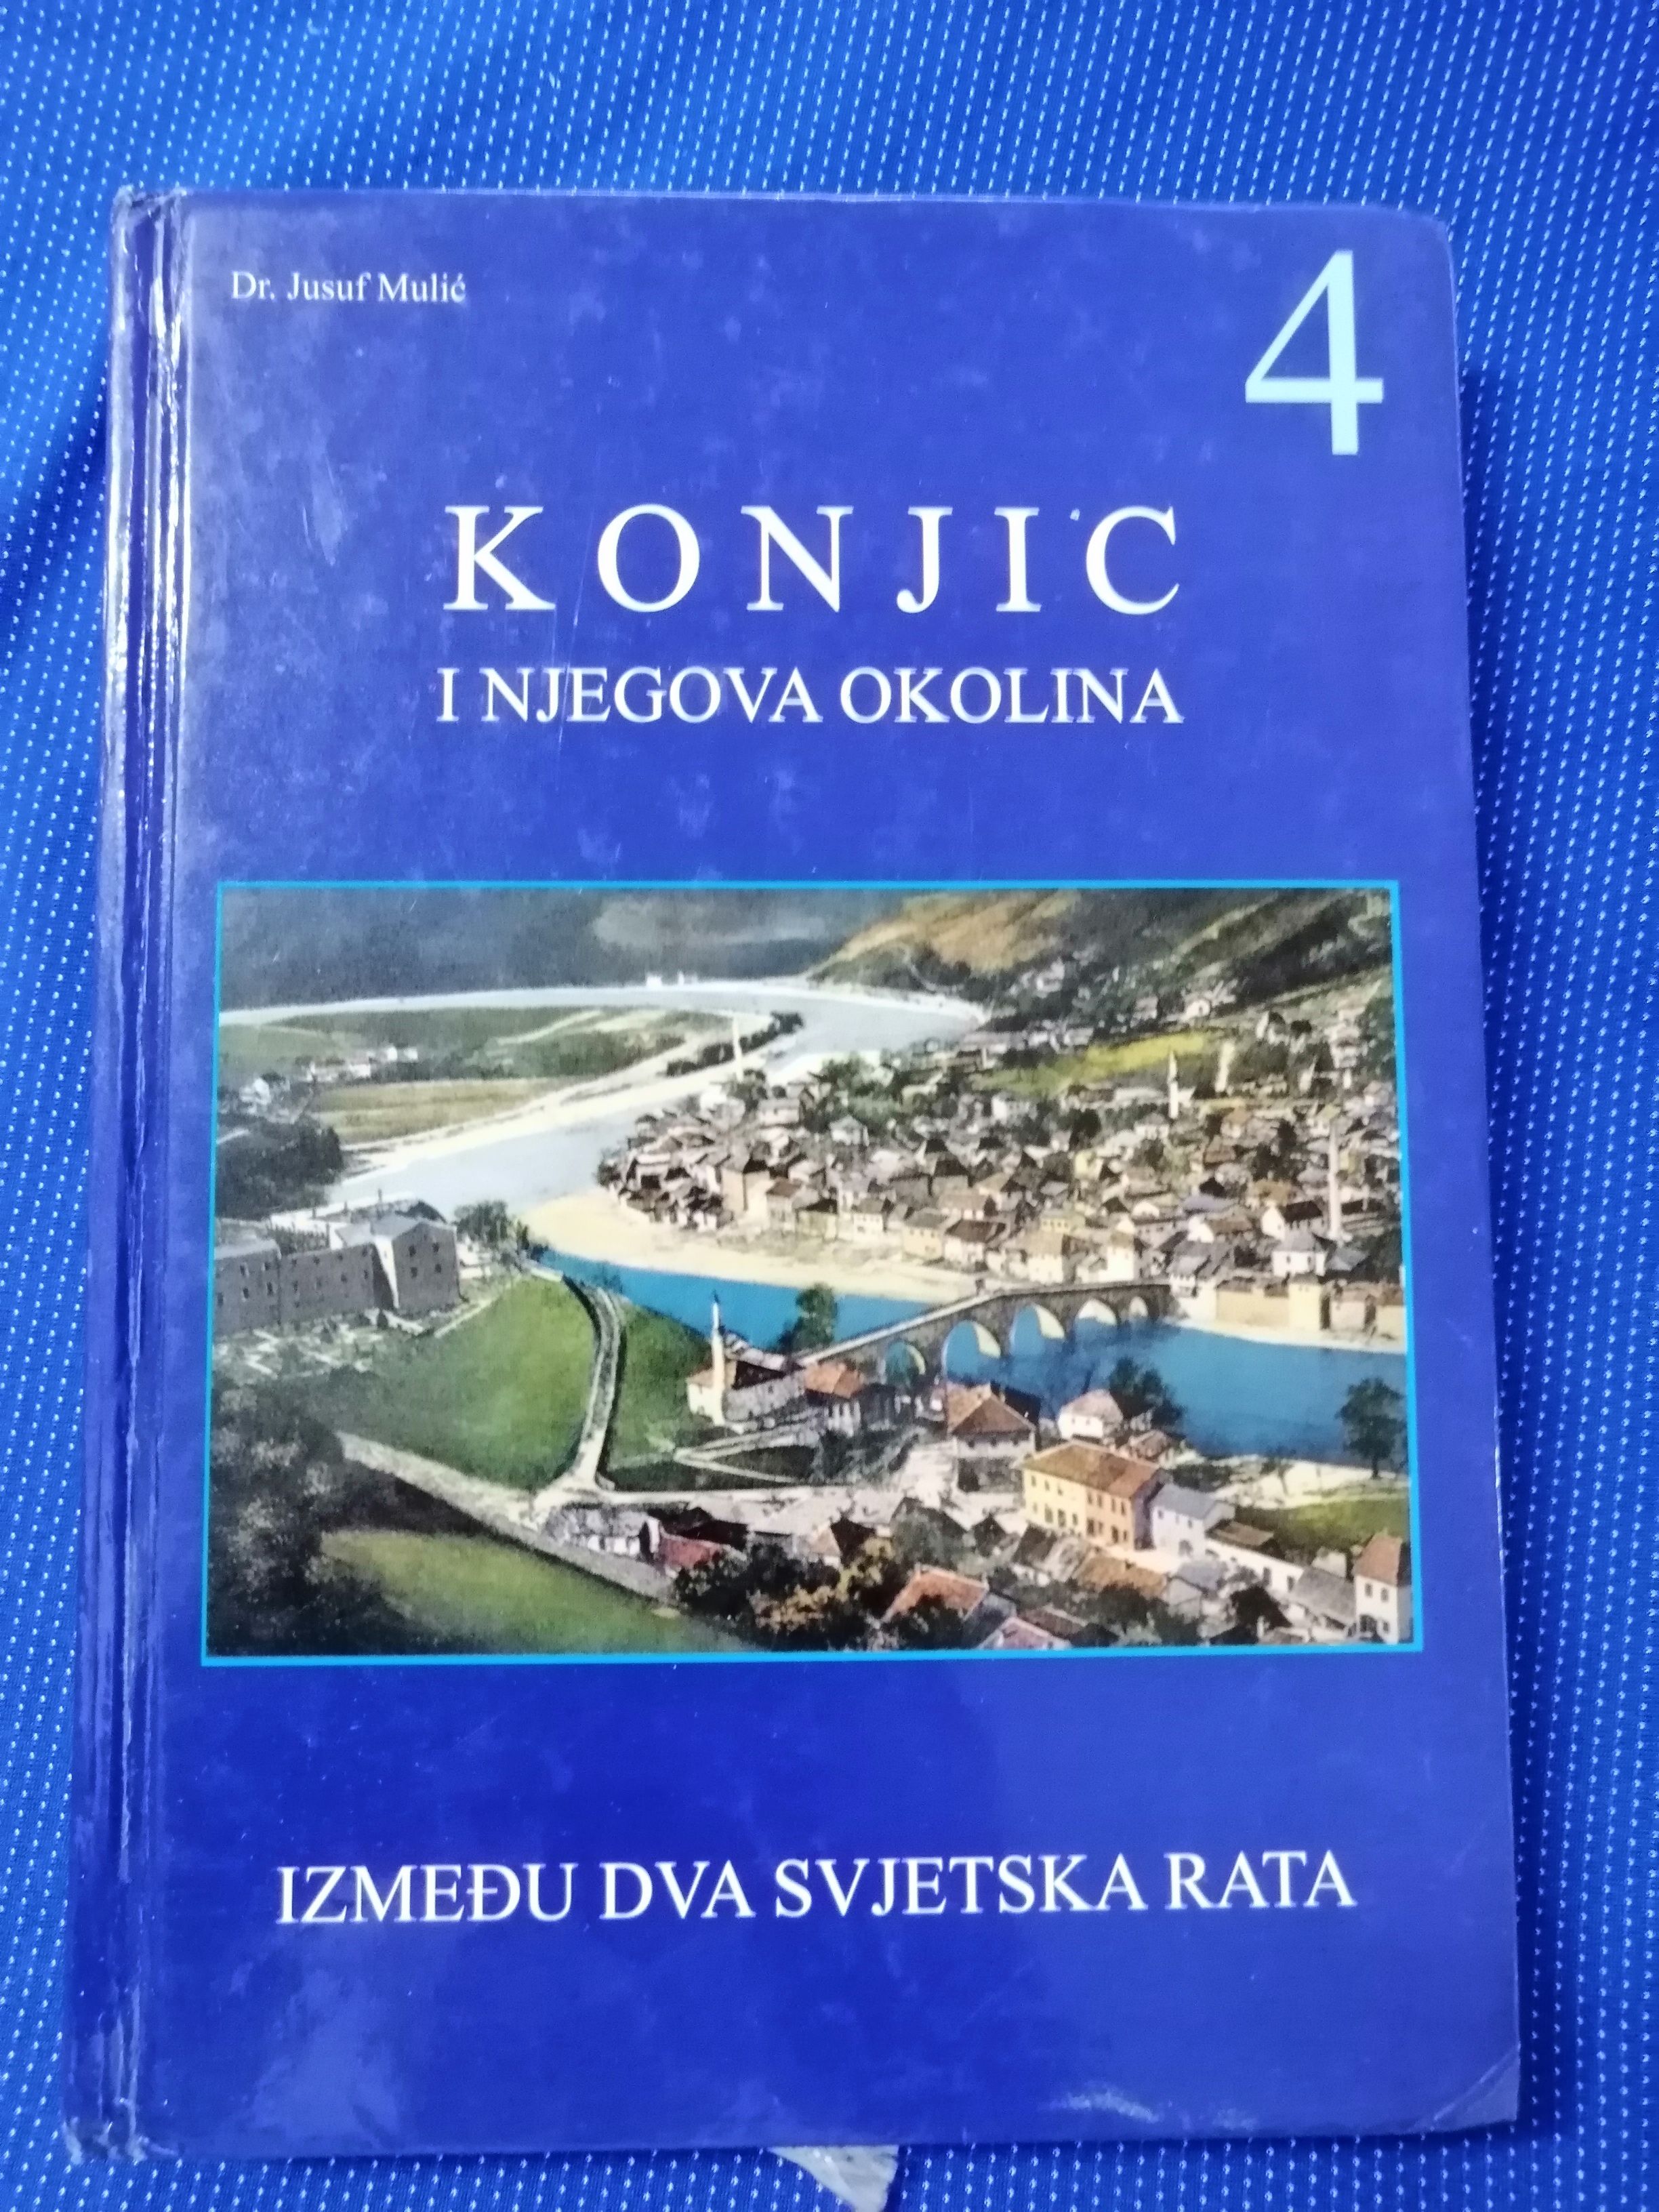 Dr. Jusuf Mulić
4
KONJIC
I NJEGOVA OKOLINA
IZMEĐU DVA SVJETSKA RATA